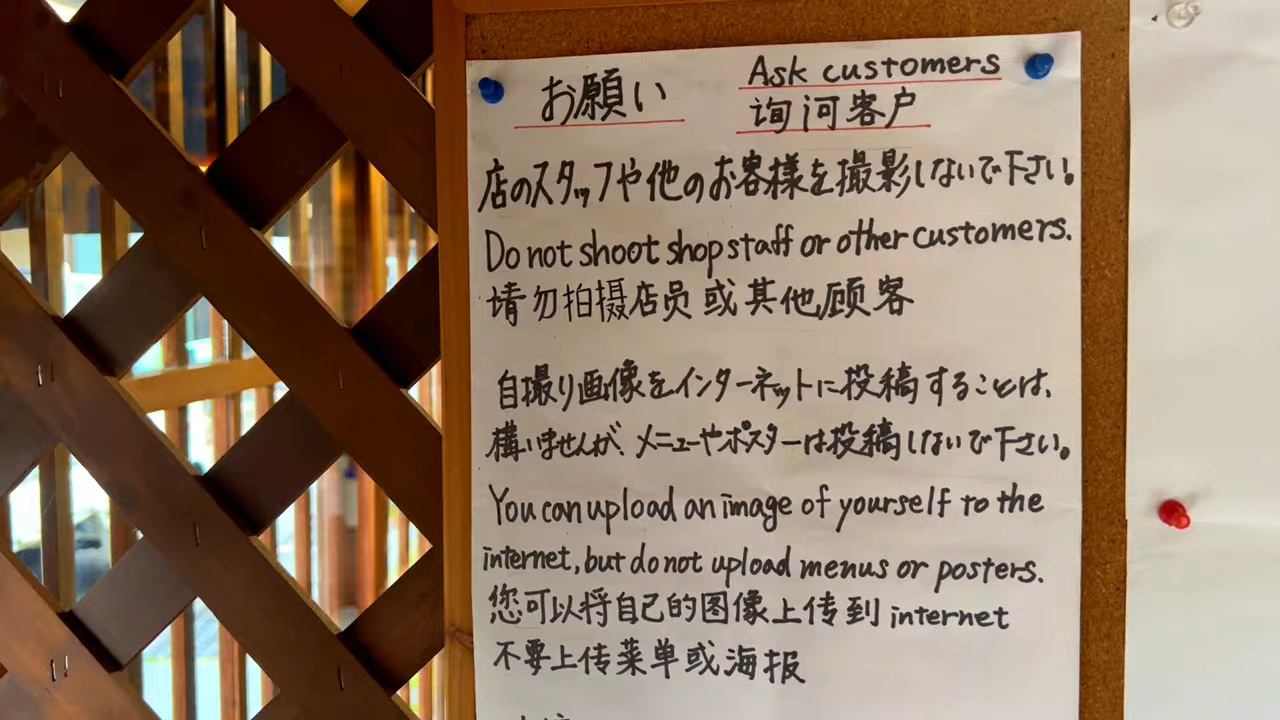 お願い
Ask customers
询问客户
店のスタッフや他のお客様を撮影しないで下さい。
Do not shoot shop staff or other customers.
请勿拍摄店员或其他顾客
自撮り画像をインターネットに投稿することは、
構いませんが、メニューやポスターは投稿しないで下さい。
You can upload an image of yourself to the
internet, but do not upload menus or posters.
您可以将自己的图像上传到 internet
不要上传菜单或海报